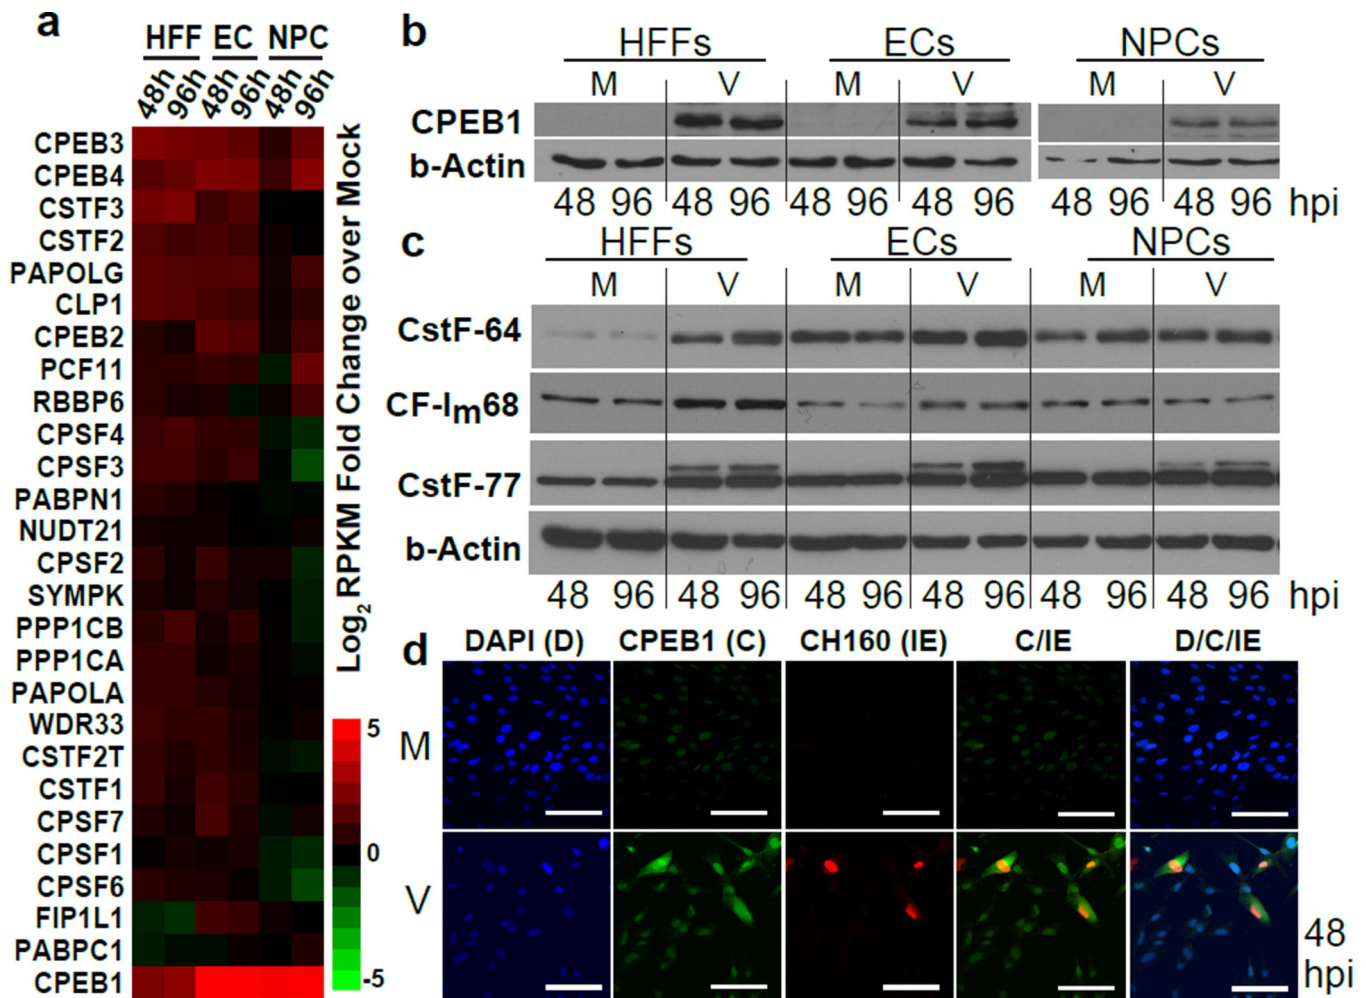 a
HFF EC NPC
48h 96h 48h 96h 48h 96h
CPEB3
CPEB4
CSTF3
CSTF2
PAPOLG
CLP1
CPEB2
PCF11
RBBP6
CPSF4
CPSF3
PABPN1
NUDT21
CPSF2
SYMPK
PPP1CB
PPP1CA
PAPOLA
WDR33
CSTF2T
CSTF1
CPSF7
CPSF1
CPSF6
FIP1L1
PABPC1
CPEB1
Log2 RPKM Fold Change over Mock
5
0
-5
b
HFFs ECs NPCs
M V M V M V
CPEB1
b-Actin
48 96 48 96 48 96 48 96 48 96 48 96 hpi
c
HFFs ECs NPCs
M V M V M V
CstF-64
CF-Im68
CstF-77
b-Actin
48 96 48 96 48 96 48 96 48 96 48 96 hpi
d
DAPI (D) CPEB1 (C) CH160 (IE) C/IE D/C/IE
M
V
48
hpi